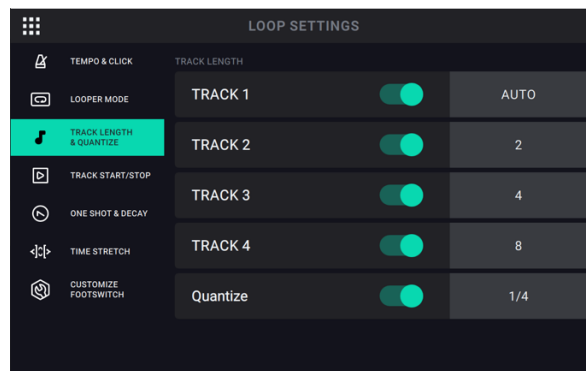 LOOP SETTINGS
TEMPO & CLICK
LOOPER MODE
TRACK LENGTH
& QUANTIZE
TRACK START/STOP
ONE SHOT & DECAY
TIME STRETCH
CUSTOMIZE
FOOTSWITCH
TRACK LENGTH
TRACK 1 AUTO
TRACK 2 2
TRACK 3 4
TRACK 4 8
Quantize 1/4